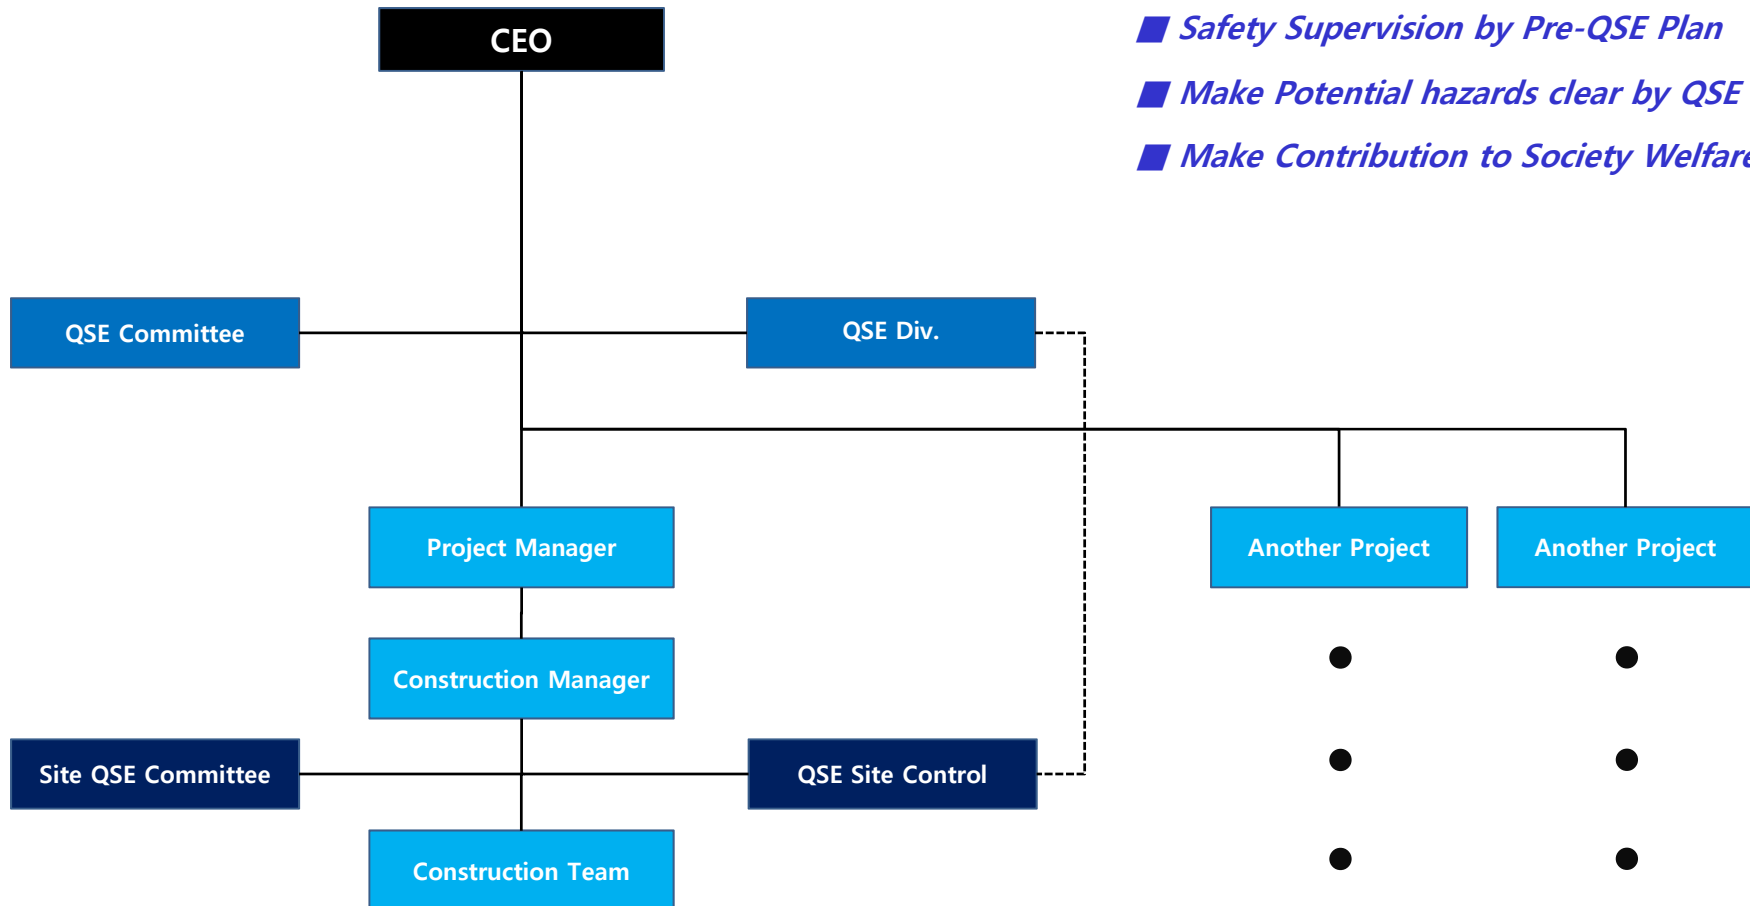 CEO
■ Safety Supervision by Pre-QSE Plan
■ Make Potential hazards clear by QSE
■ Make Contribution to Society Welfare
QSE Committee
QSE Div.
Project Manager
Another Project
Another Project
Construction Manager
Site QSE Committee
QSE Site Control
Construction Team